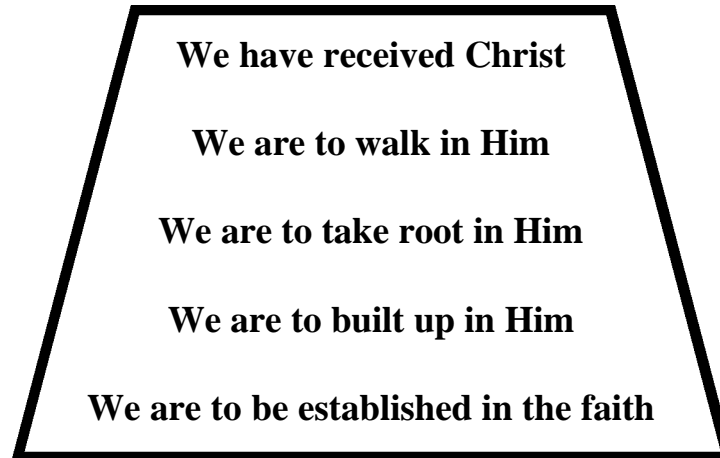 We have received Christ
We are to walk in Him
We are to take root in Him
We are to built up in Him
We are to be established in the faith